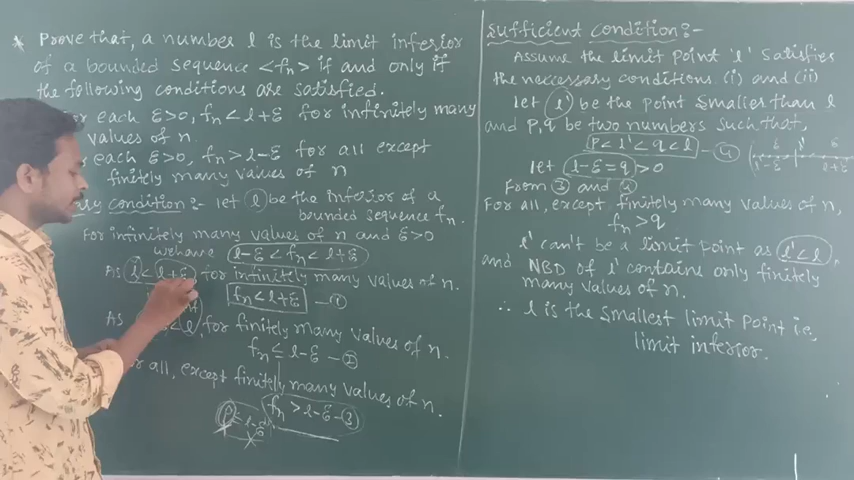 * Prove that, a number l is the limit inferior
of a bounded sequence <fn> if and only if
the following conditions are satisfied.
For each ε>0, fn < l+ε for infinitely many
values of n.
each ε>0, fn > l-ε for all except
finitely many values of n
condition:- let l be the inferior of a
bounded sequence fn.
For infinitely many values of n and ε>0
we have l-ε < fn < l+ε
As l < l+ε for infinitely many values of n.
fn < l+ε —①
As < l, for finitely many values of n.
fn ≤ l-ε —②
all, except finitely many values of n.
fn > l-ε —③
Sufficient condition:-
Assume the limit point 'l' satisfies
the necessary conditions (i) and (ii)
let l' be the point smaller than l
and P, q be two numbers such that,
P < l' < q < l —④
let l-ε = q > 0
From ③ and ④
For all, except finitely many values of n,
fn > q
l' can't be a limit point as l' < l,
and NBD of l' contains only finitely
many values of n.
∴ l is the smallest limit point i.e,
limit inferior.